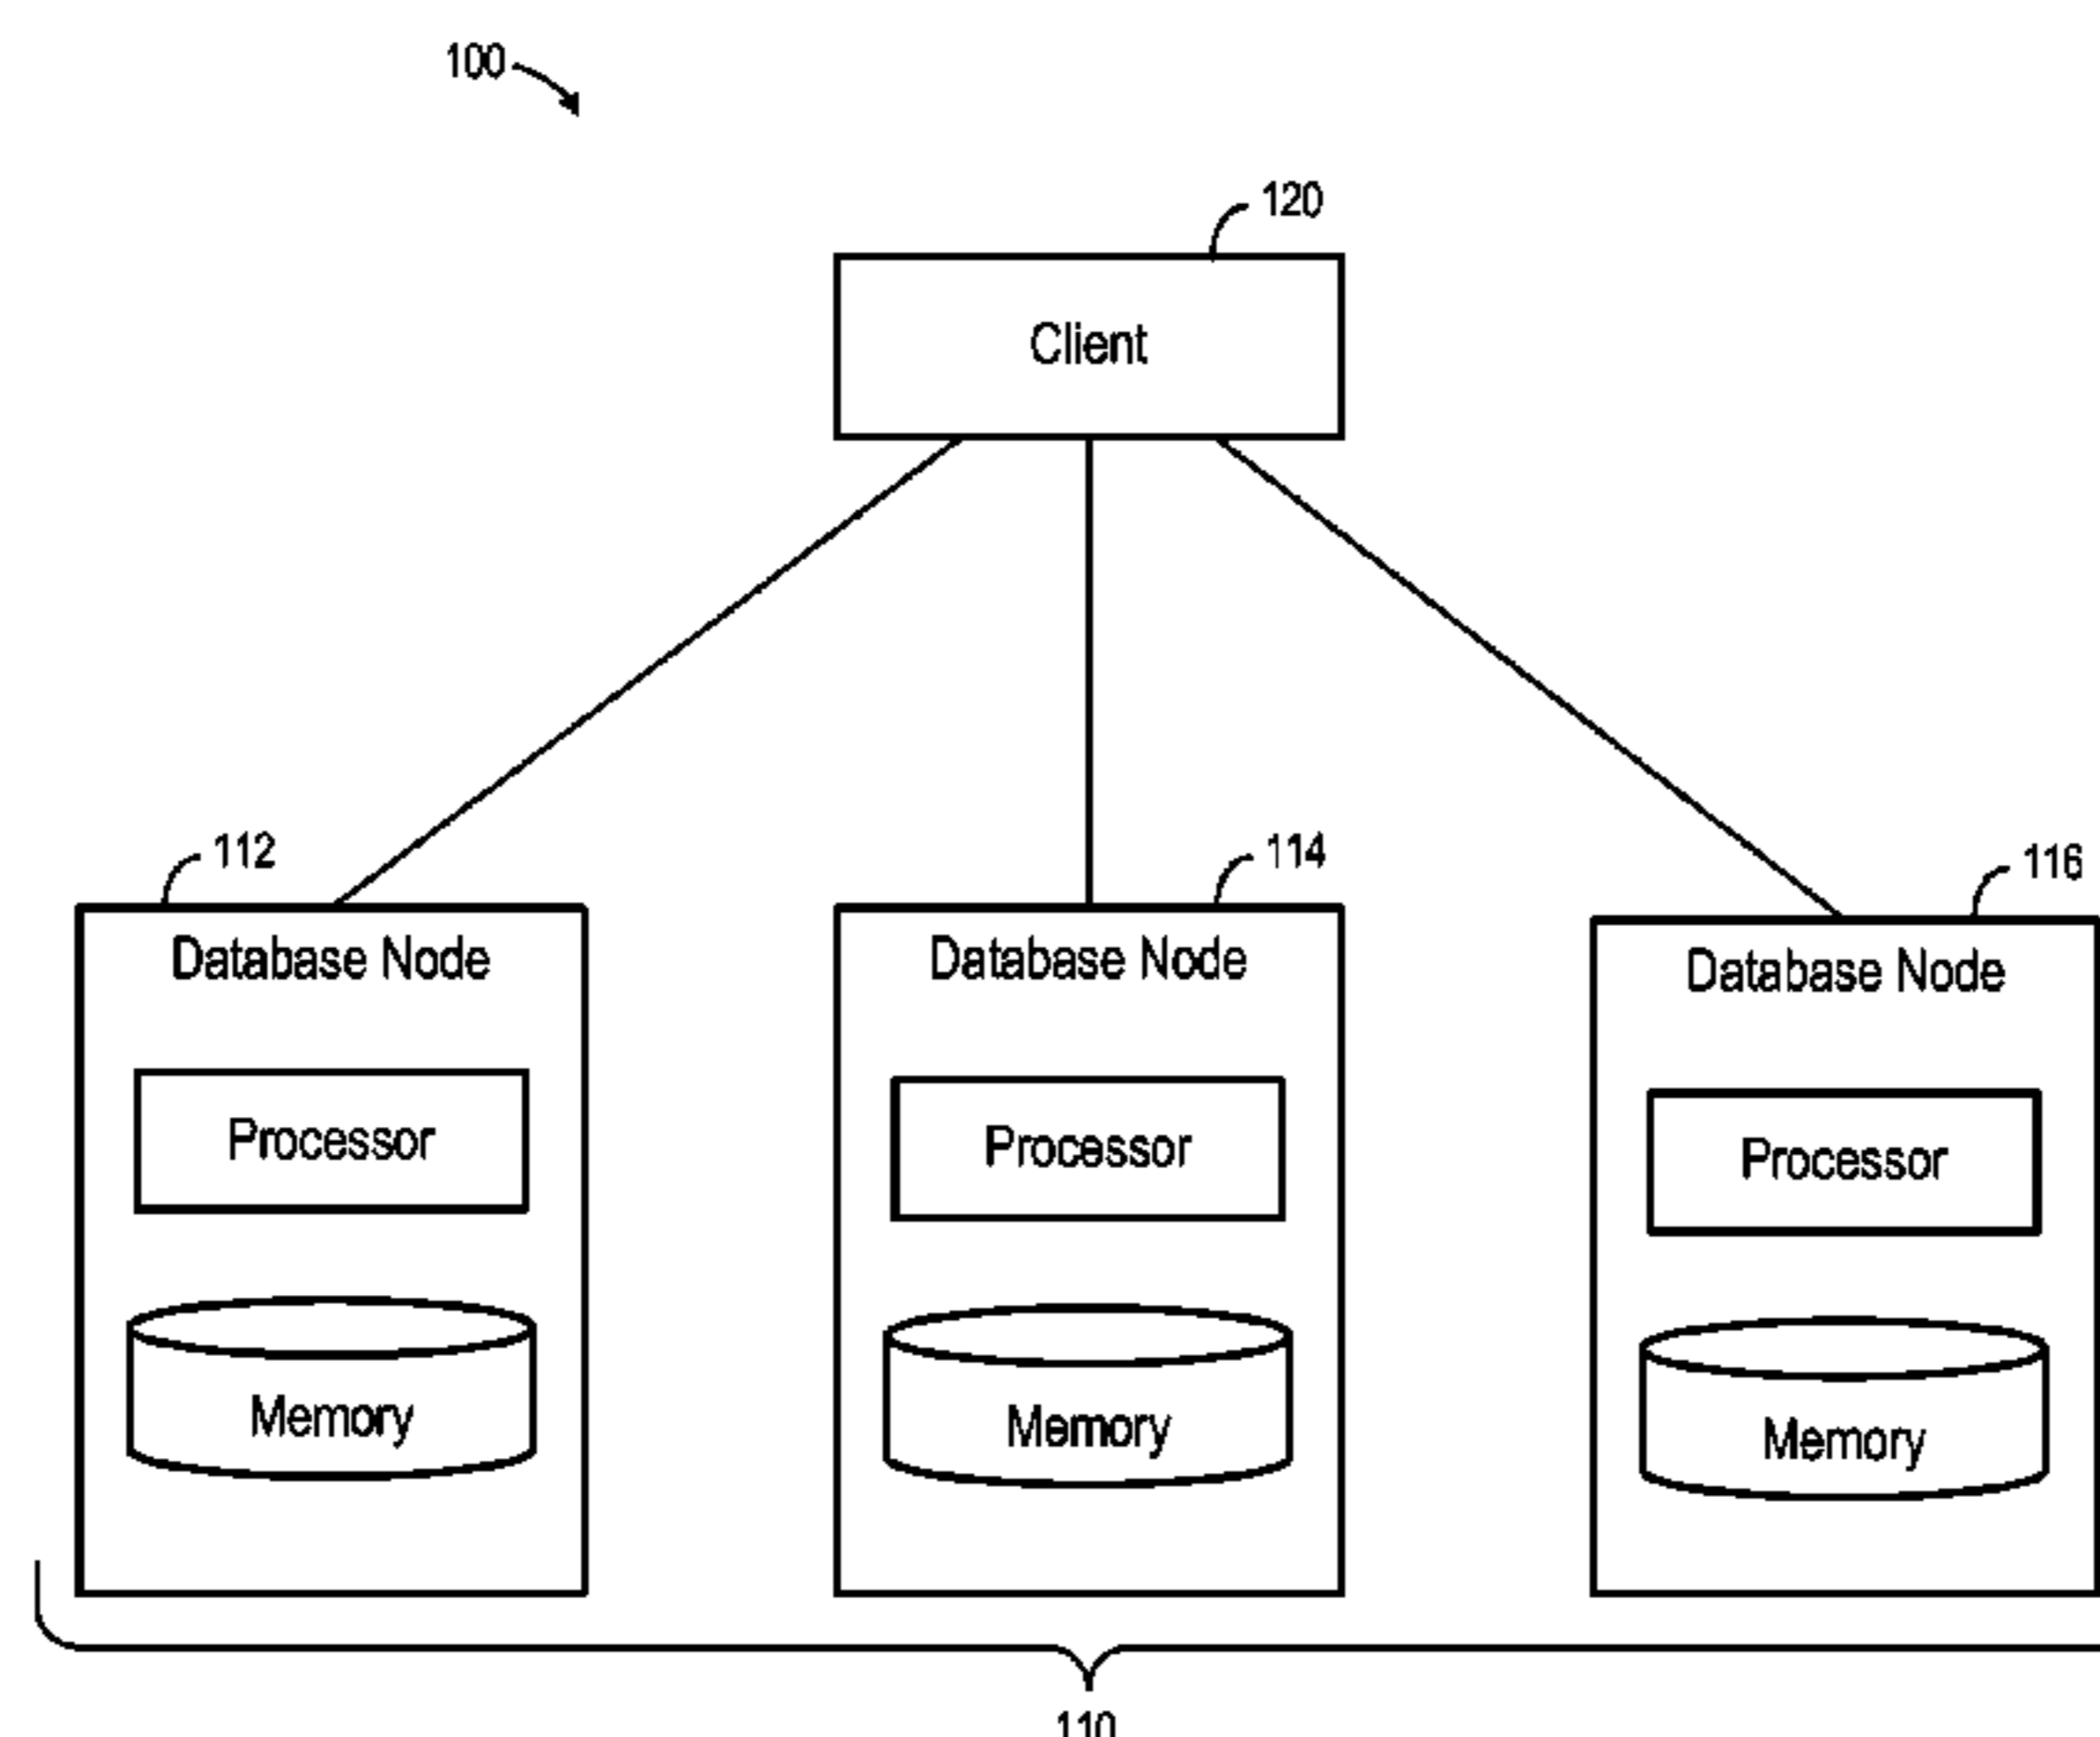 100
120
Client
112
114
116
Database Node
Database Node
Database Node
Processor
Processor
Processor
Memory
Memory
Memory
110